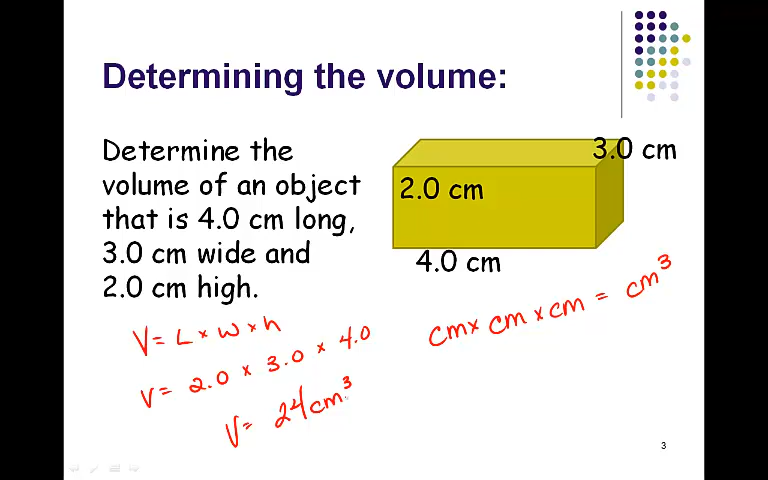 Determining the volume:
Determine the
volume of an object
that is 4.0 cm long,
3.0 cm wide and
2.0 cm high.
3.0 cm
2.0 cm
4.0 cm
V= L × w × h
V= 2.0 × 3.0 × 4.0
V= 24cm³
cm× cm × cm = cm³
3